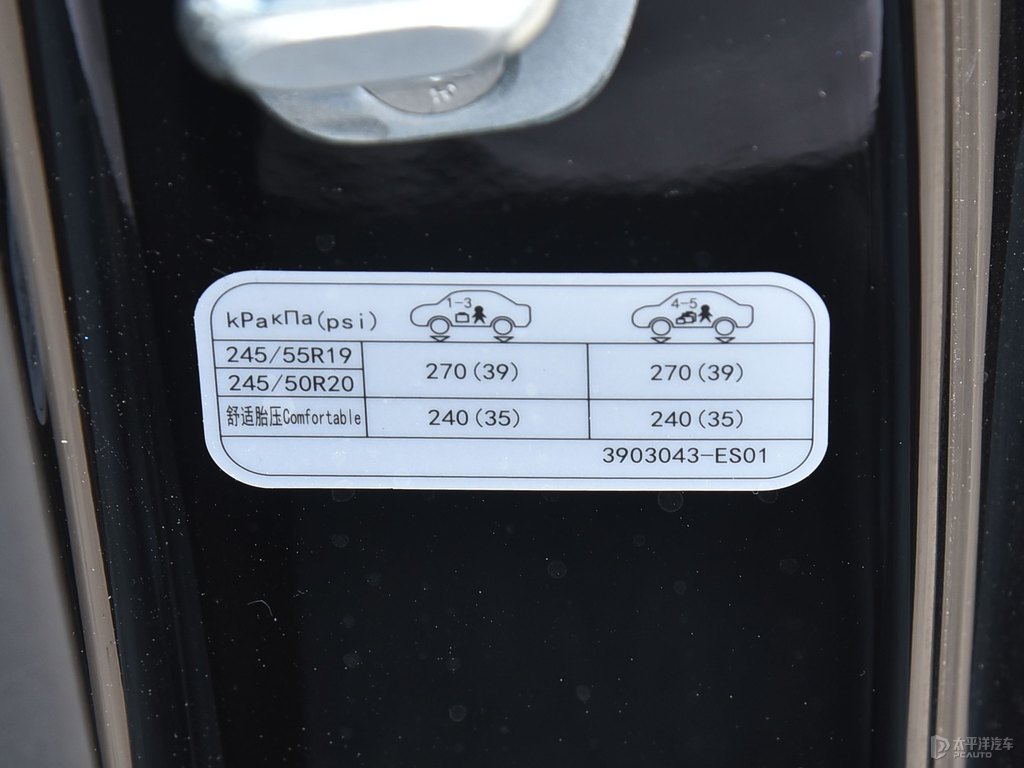 1-3 4-5
kPaкПа(psi)
245/55R19 270(39) 270(39)
245/50R20
舒适胎压Comfortable 240(35) 240(35)
3903043-ES01
太平洋汽车
PCAUTO